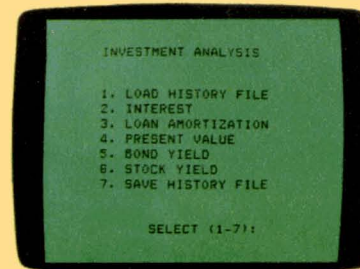 INVESTMENT ANALYSIS
1. LOAD HISTORY FILE
2. INTEREST
3. LOAN AMORTIZATION
4. PRESENT VALUE
5. BOND YIELD
6. STOCK YIELD
7. SAVE HISTORY FILE
SELECT (1-7):